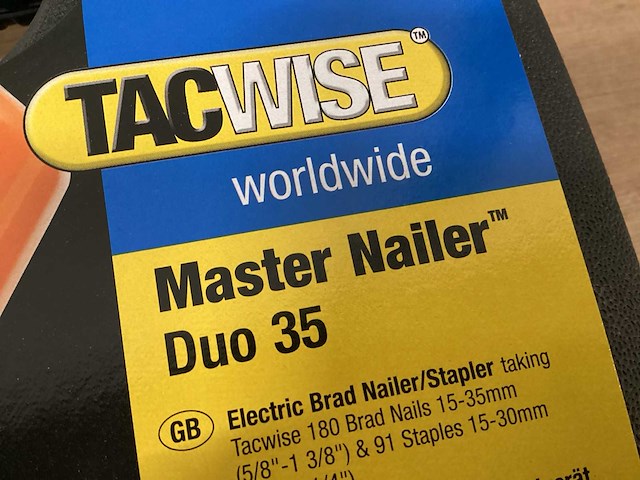 TACWISE™
worldwide
Master Nailer™
Duo 35
GB Electric Brad Nailer/Stapler taking
Tacwise 180 Brad Nails 15-35mm
(5/8"-1 3/8") & 91 Staples 15-30mm